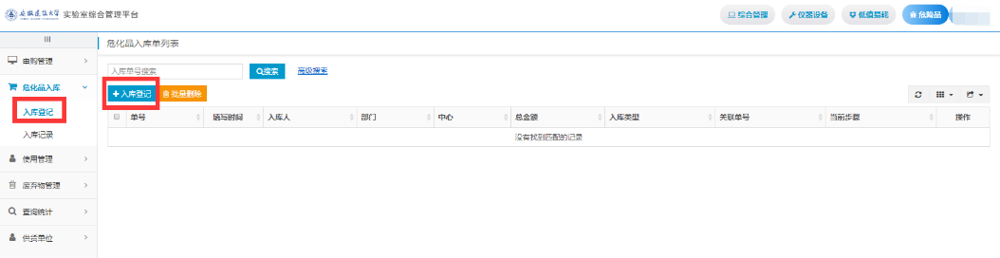 安徽建筑大学 实验室综合管理平台
综合管理 仪器设备 低值易耗 危险品
申购管理
危化品入库
入库登记
入库记录
使用管理
废弃物管理
查询统计
供货单位
危化品入库单列表
入库单号搜索 搜索 高级搜索
入库登记 批量删除
单号 填写时间 入库人 部门 中心 总金额 入库类型 关联单号 当前步骤 操作
没有找到匹配的记录